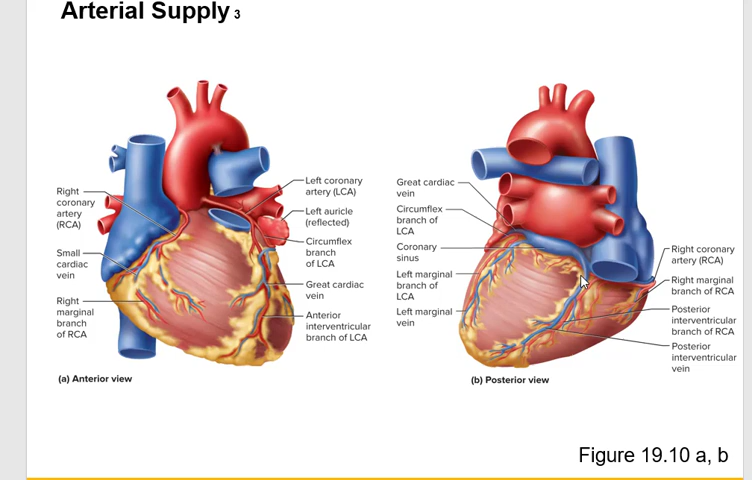 Arterial Supply 3
Right
coronary
artery
(RCA)
Small
cardiac
vein
Right
marginal
branch
of RCA
Left coronary
artery (LCA)
Left auricle
(reflected)
Circumflex
branch
of LCA
Great cardiac
vein
Anterior
interventricular
branch of LCA
(a) Anterior view
Great cardiac
vein
Circumflex
branch of
LCA
Coronary
sinus
Left marginal
branch of
LCA
Left marginal
vein
Right coronary
artery (RCA)
Right marginal
branch of RCA
Posterior
interventricular
branch of RCA
Posterior
interventricular
vein
(b) Posterior view
Figure 19.10 a, b